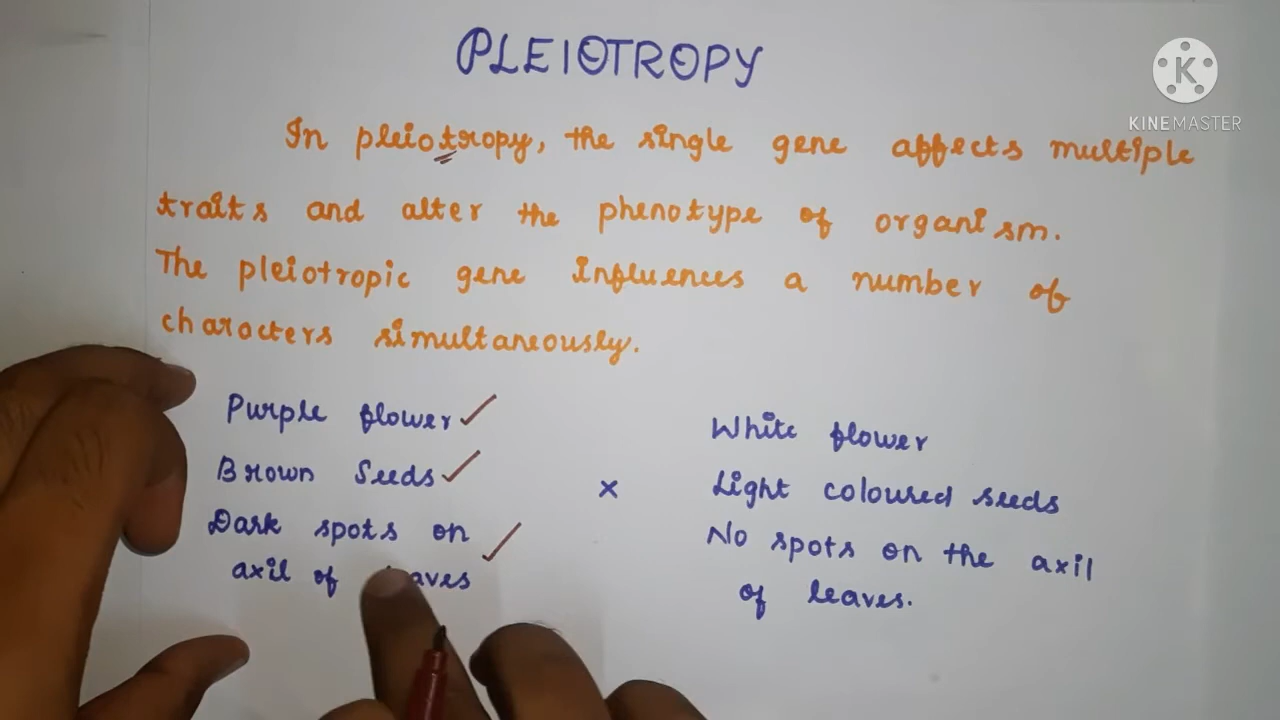 PLEIOTROPY
KINEMASTER
In pleiotropy, the single gene affects multiple
traits and alter the phenotype of organism.
The pleiotropic gene influences a number of
characters simultaneously.
Purple flower ✓
Brown Seeds ✓
Dark spots on ✓
axil of leaves
×
White flower
Light coloured seeds
No spots on the axil
of leaves.